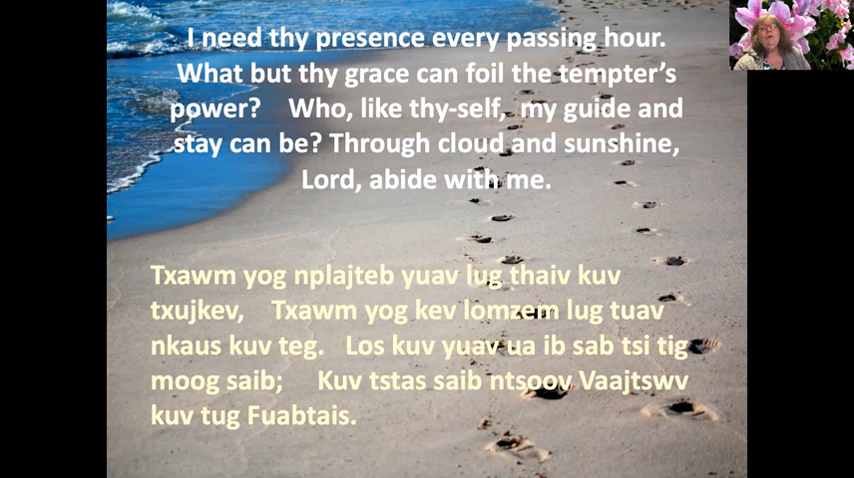 I need thy presence every passing hour.
What but thy grace can foil the tempter's
power? Who, like thy-self, my guide and
stay can be? Through cloud and sunshine,
Lord, abide with me.
Txawm yog nplajteb yuav lug thaiv kuv
txujkev, Txawm yog kev lomzem lug tuav
nkaus kuv teg. Los kuv yuav ua ib sab tsi tig
moog saib; Kuv tstas saib ntsoov Vaajtswv
kuv tug Fuabtais.